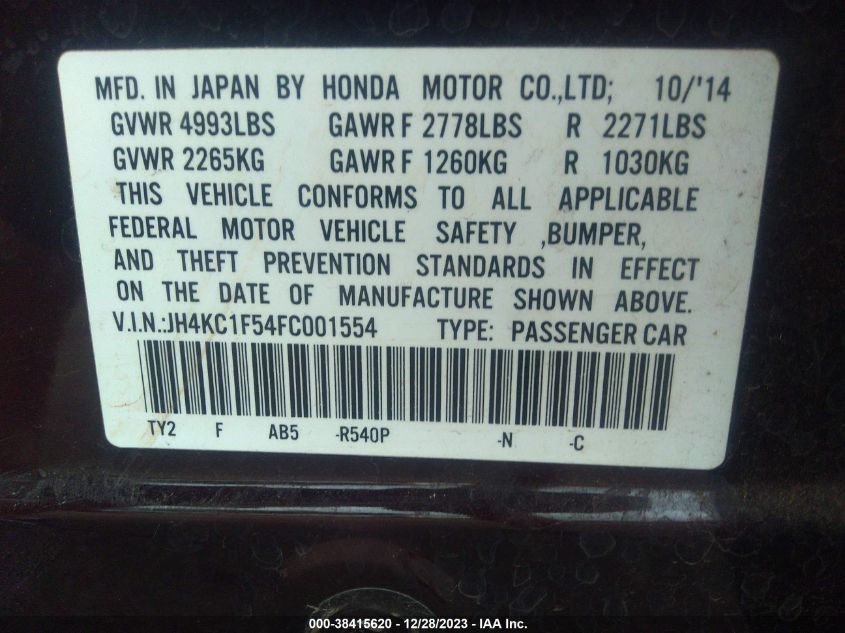 MFD. IN JAPAN BY HONDA MOTOR CO.,LTD; 10/'14
GVWR 4993LBS GAWR F 2778LBS R 2271LBS
GVWR 2265KG GAWR F 1260KG R 1030KG
THIS VEHICLE CONFORMS TO ALL APPLICABLE
FEDERAL MOTOR VEHICLE SAFETY ,BUMPER,
AND THEFT PREVENTION STANDARDS IN EFFECT
ON THE DATE OF MANUFACTURE SHOWN ABOVE.
V.I.N.:JH4KC1F54FC001554 TYPE: PASSENGER CAR
TY2 F AB5 -R540P -N -C
000-38415620 - 12/28/2023 - IAA Inc.